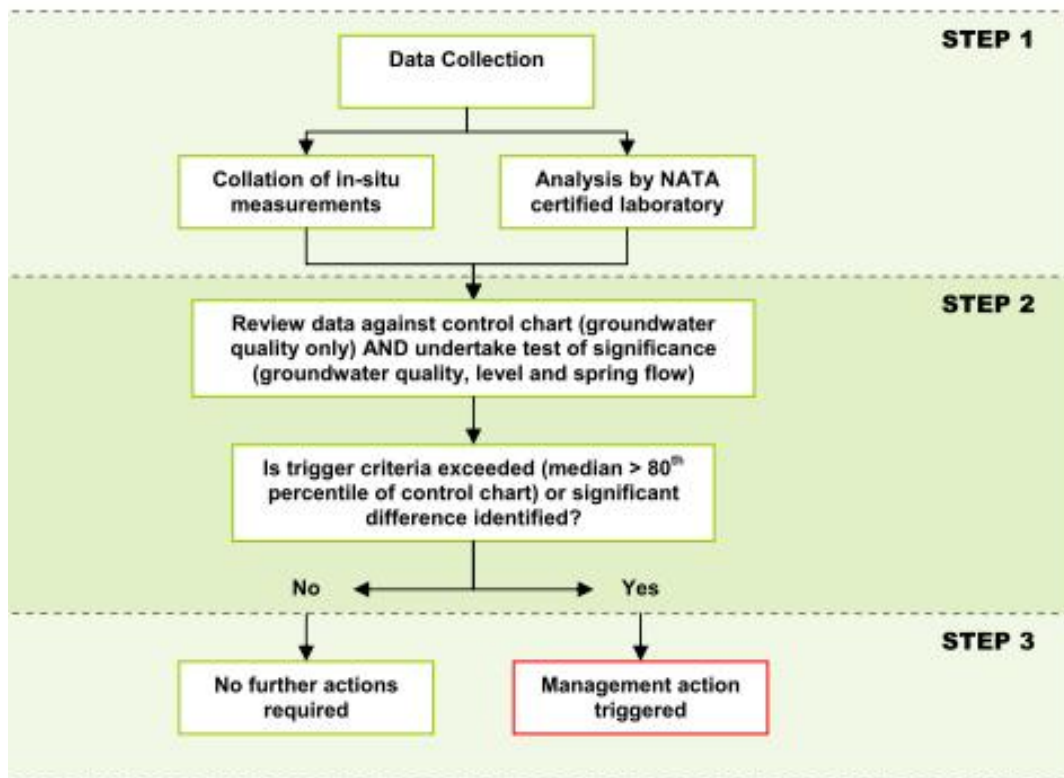 STEP 1
Data Collection
Collation of in-situ
measurements
Analysis by NATA
certified laboratory
STEP 2
Review data against control chart (groundwater
quality only) AND undertake test of significance
(groundwater quality, level and spring flow)
Is trigger criteria exceeded (median > 80th
percentile of control chart) or significant
difference identified?
No
Yes
STEP 3
No further actions
required
Management action
triggered